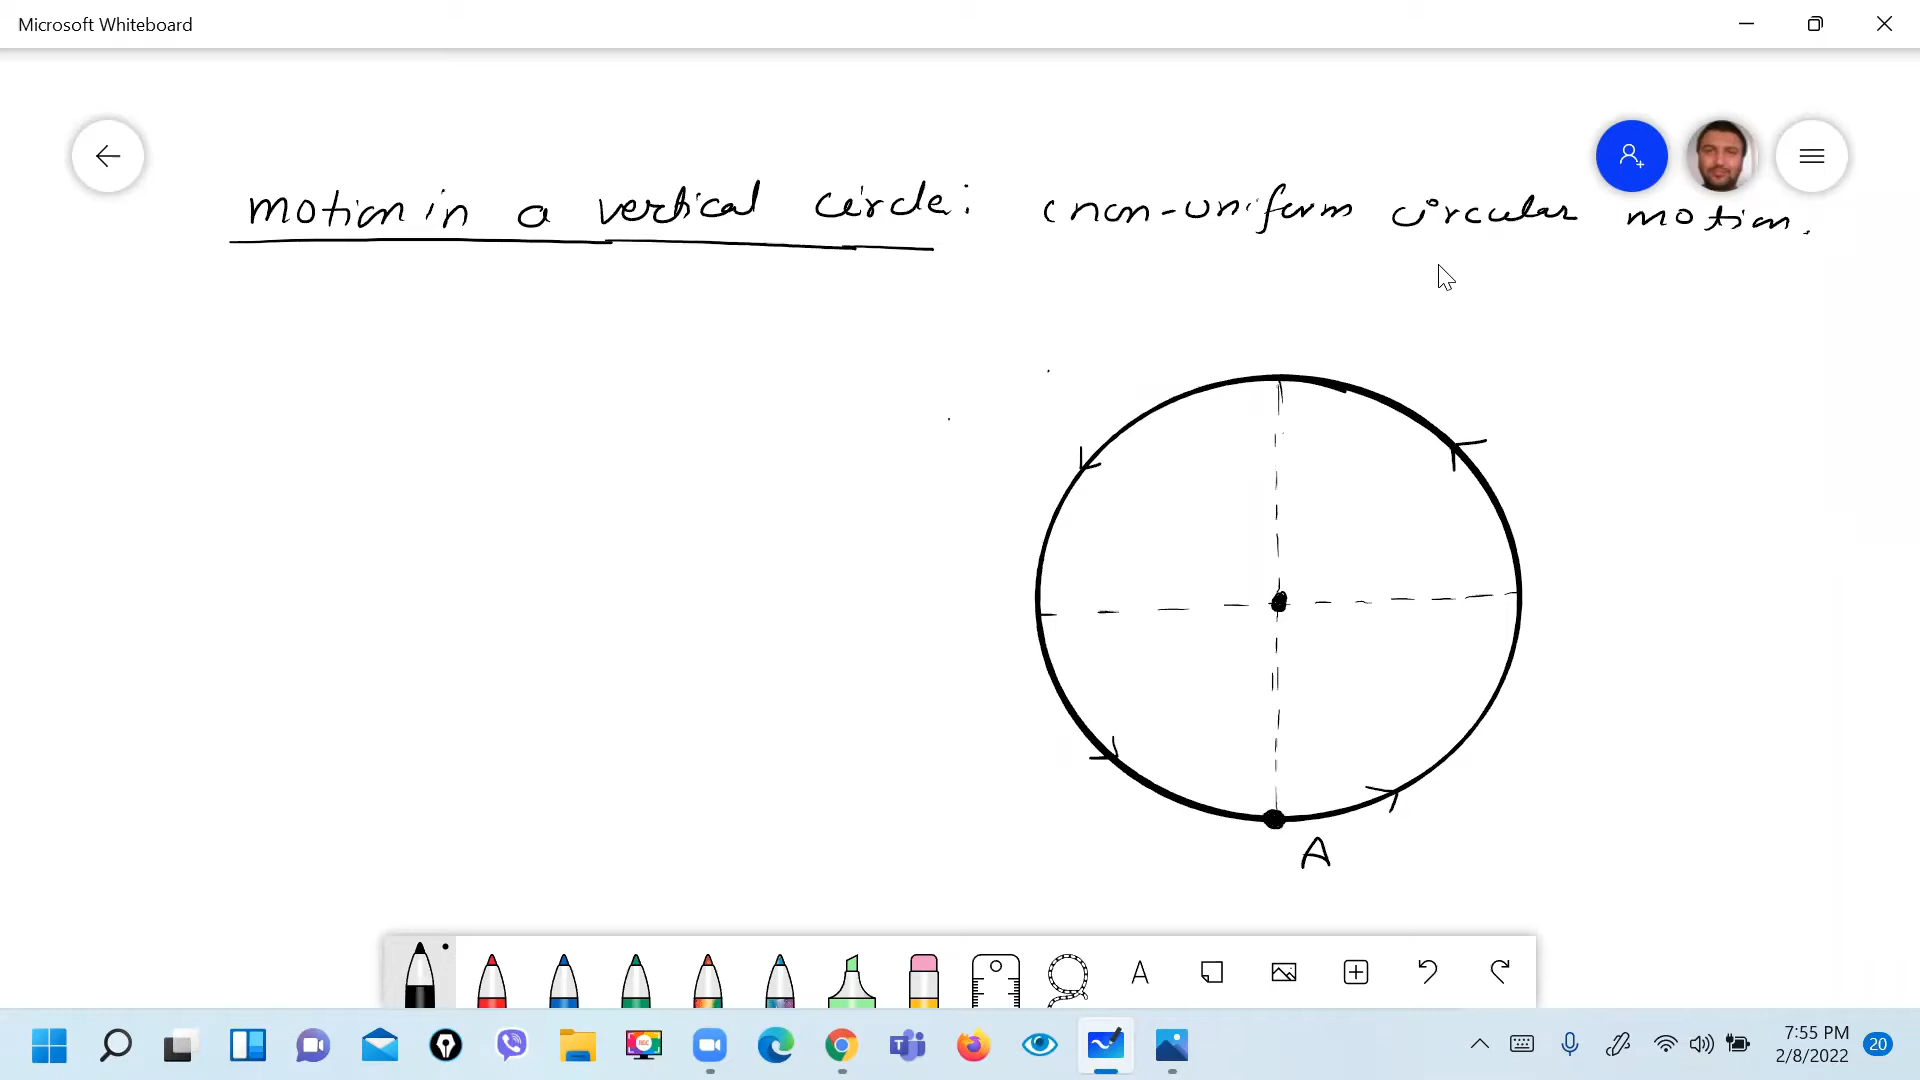 Microsoft Whiteboard
motion in a vertical circle: (non-uniform circular motion.
A
A
7:55 PM
2/8/2022
20